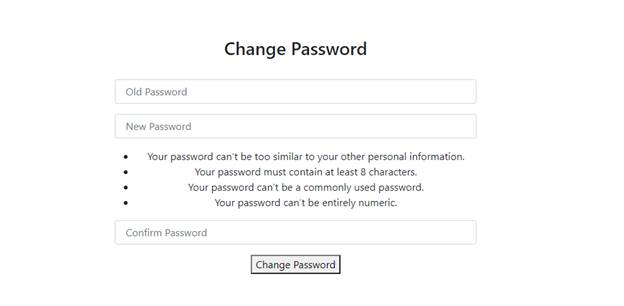 Change Password
Old Password
New Password
Your password can't be too similar to your other personal information.
Your password must contain at least 8 characters.
Your password can't be a commonly used password.
Your password can't be entirely numeric.
Confirm Password
Change Password